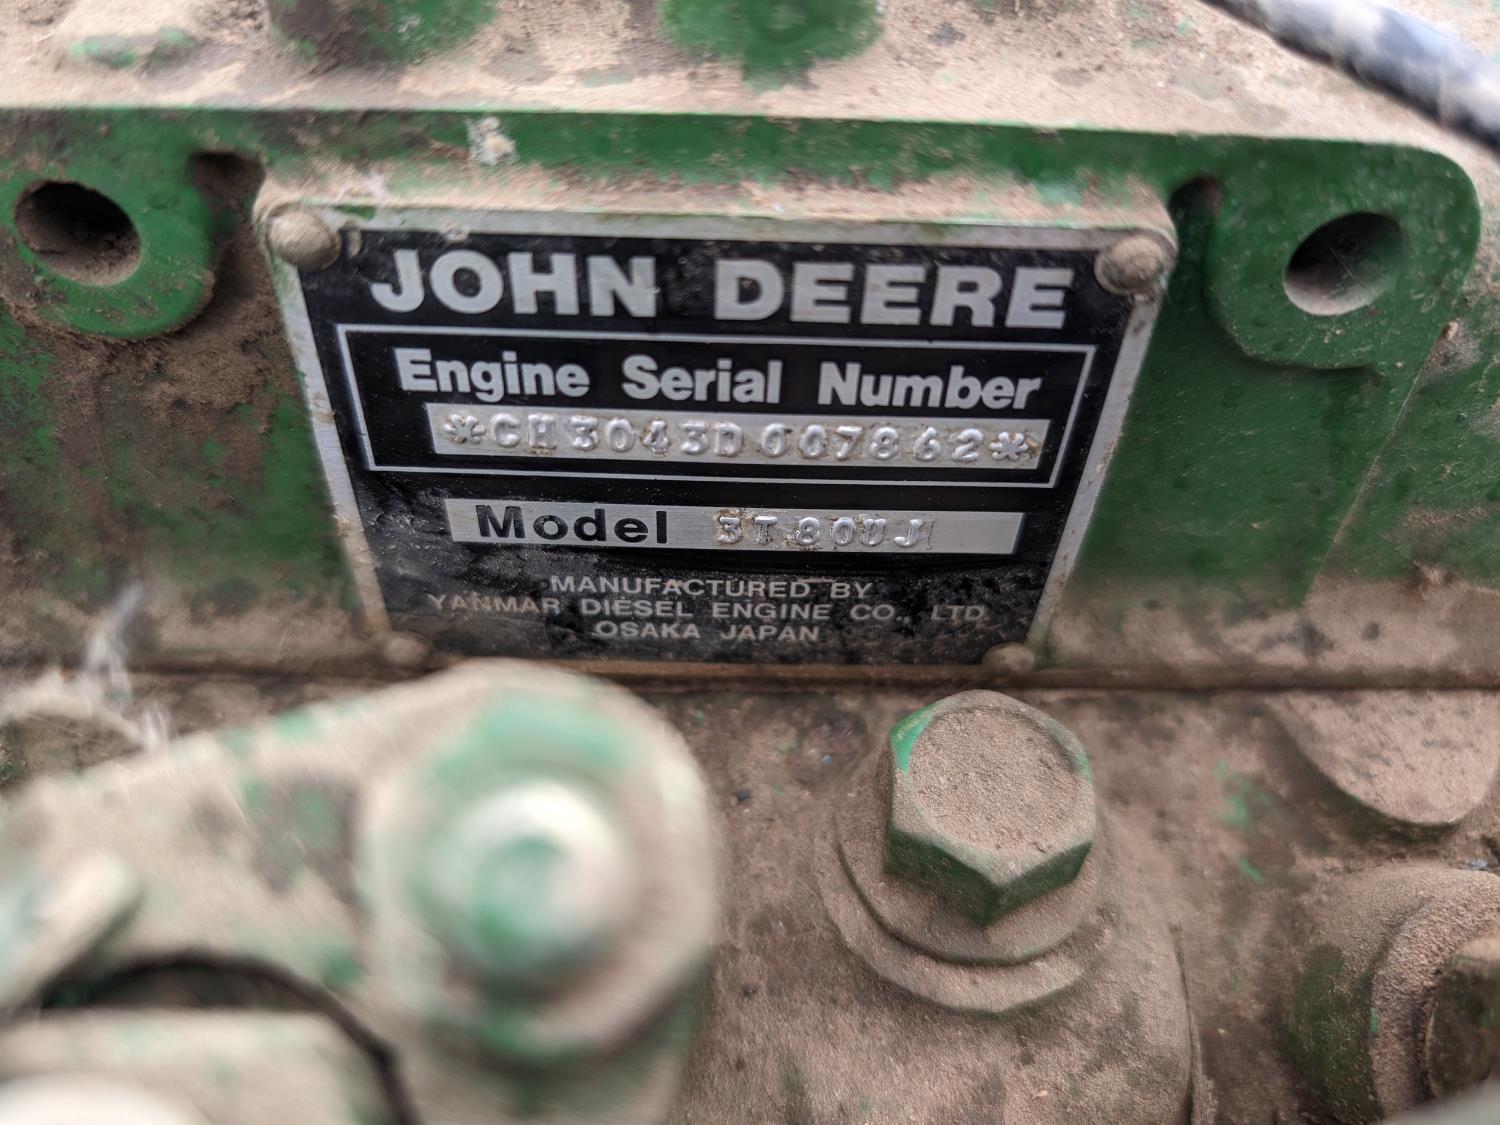 JOHN DEERE
Engine Serial Number
*CH3043D007862*
Model 3T80UJ
MANUFACTURED BY
YANMAR DIESEL ENGINE CO., LTD.
OSAKA JAPAN